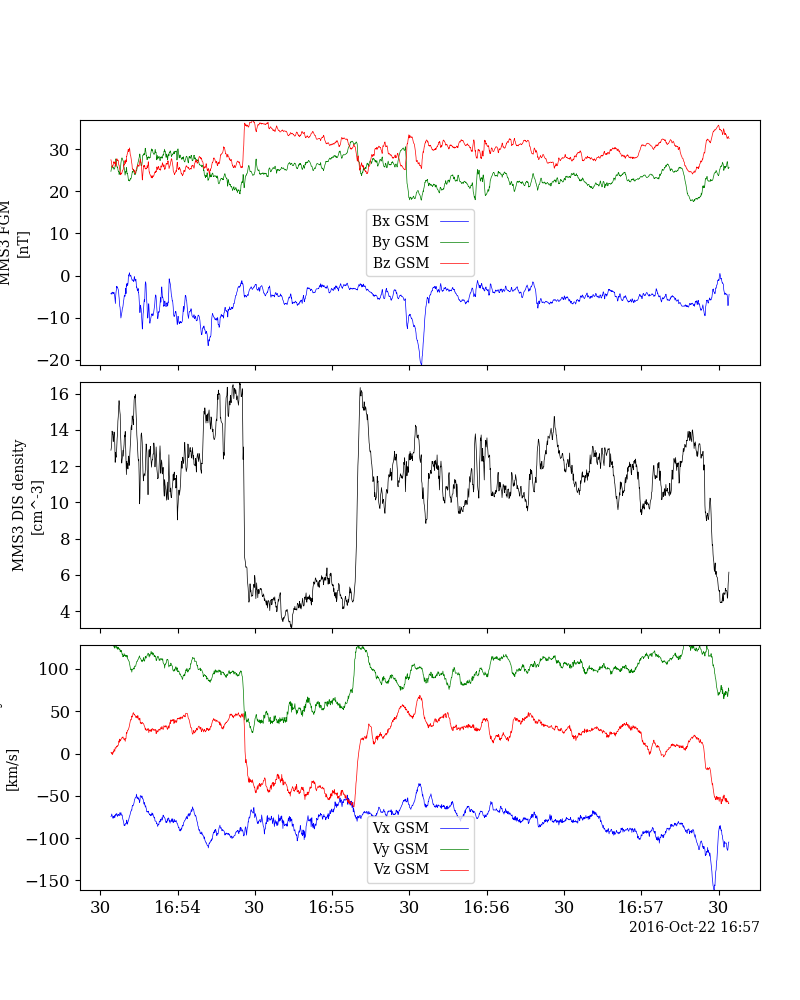 30
20
10
0
−10
−20
MMS3 FGM
[nT]
Bx GSM
By GSM
Bz GSM
16
14
12
10
8
6
4
MMS3 DIS density
[cm^-3]
100
50
0
−50
−100
−150
[km/s]
Vx GSM
Vy GSM
Vz GSM
30 16:54 30 16:55 30 16:56 30 16:57 30
2016-Oct-22 16:57